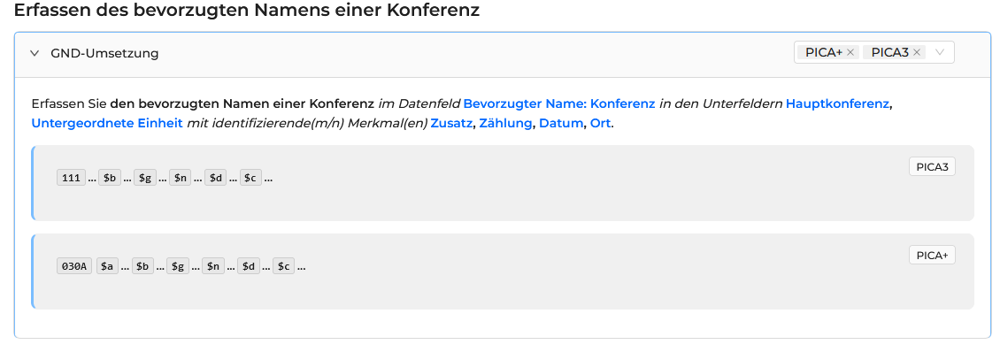 Erfassen des bevorzugten Namens einer Konferenz
GND-Umsetzung PICA+ × PICA3 ×
Erfassen Sie den bevorzugten Namen einer Konferenz im Datenfeld Bevorzugter Name: Konferenz in den Unterfeldern Hauptkonferenz,
Untergeordnete Einheit mit identifizierende(m/n) Merkmal(en) Zusatz, Zählung, Datum, Ort.
PICA3
111 ... $b ... $g ... $n ... $d ... $c ...
PICA+
030A $a ... $b ... $g ... $n ... $d ... $c ...